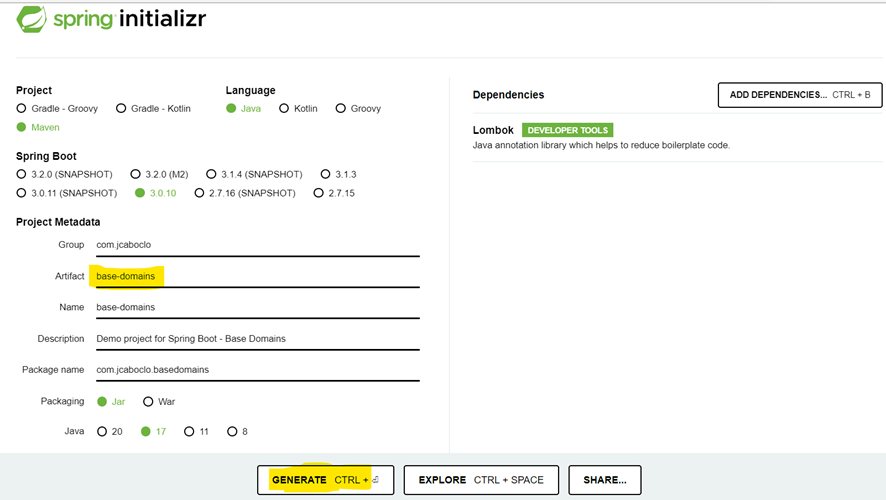 spring initializr
Project
Gradle - Groovy Gradle - Kotlin
Maven
Language
Java Kotlin Groovy
Spring Boot
3.2.0 (SNAPSHOT) 3.2.0 (M2) 3.1.4 (SNAPSHOT) 3.1.3
3.0.11 (SNAPSHOT) 3.0.10 2.7.16 (SNAPSHOT) 2.7.15
Project Metadata
Group com.jcaboclo
Artifact base-domains
Name base-domains
Description Demo project for Spring Boot - Base Domains
Package name com.jcaboclo.basedomains
Packaging Jar War
Java 20 17 11 8
Dependencies ADD DEPENDENCIES... CTRL + B
Lombok DEVELOPER TOOLS
Java annotation library which helps to reduce boilerplate code.
GENERATE CTRL + ⏎ EXPLORE CTRL + SPACE SHARE...